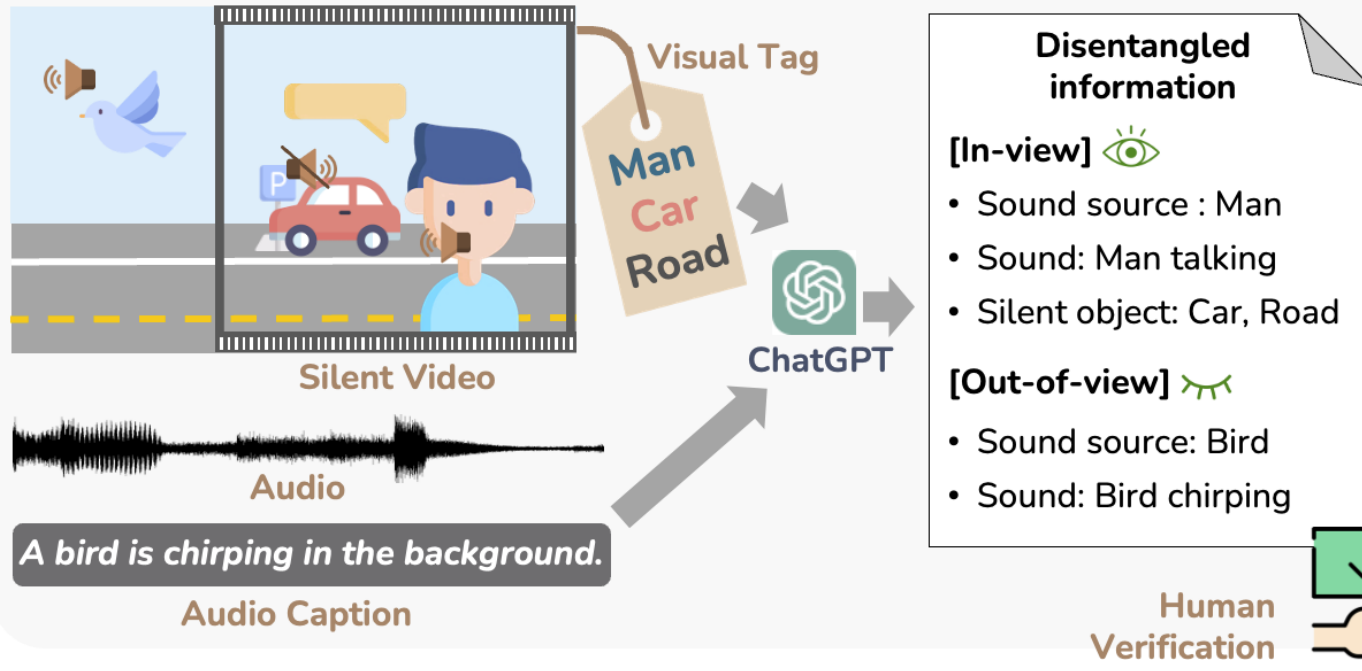 Visual Tag
P
Man
Car
Road
Silent Video
Audio
A bird is chirping in the background.
Audio Caption
ChatGPT
Disentangled
information
[In-view]
• Sound source : Man
• Sound: Man talking
• Silent object: Car, Road
[Out-of-view]
• Sound source: Bird
• Sound: Bird chirping
Human
Verification